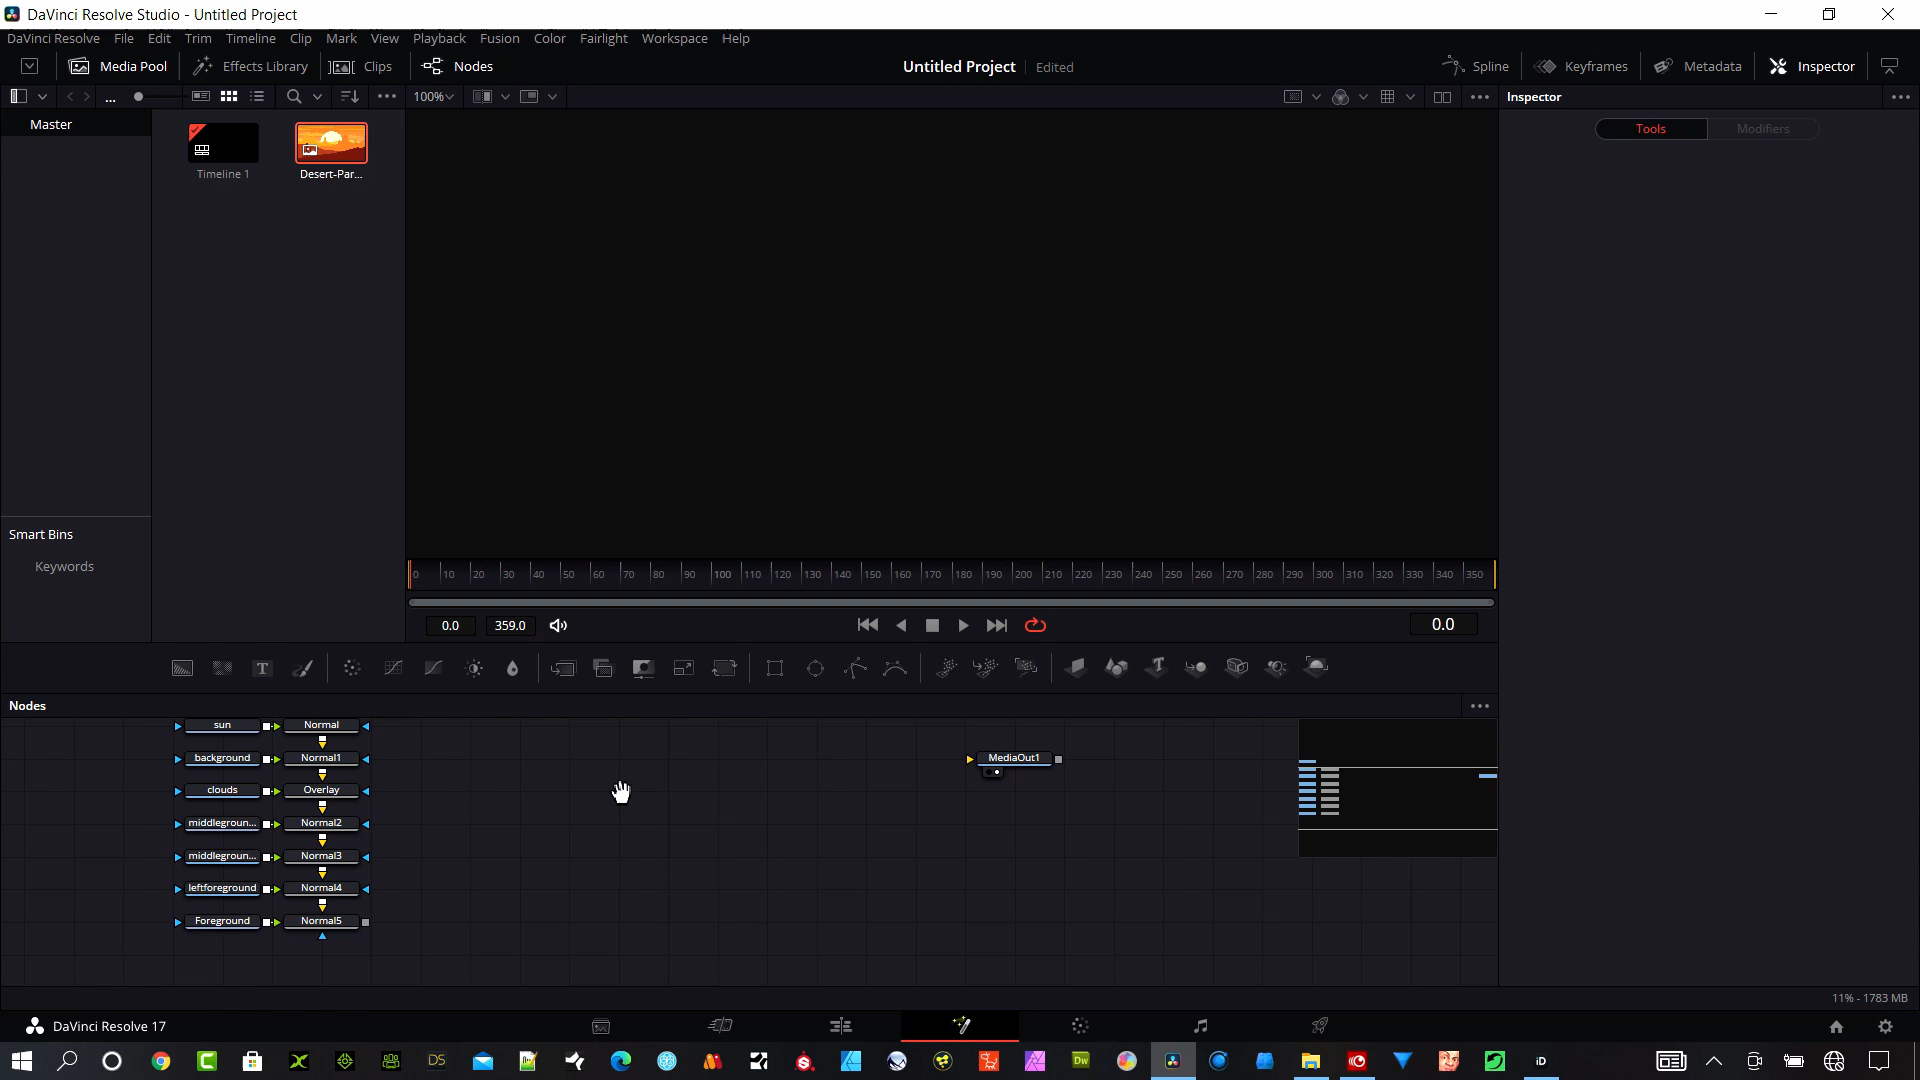 DaVinci Resolve Studio - Untitled Project
DaVinci Resolve File Edit Trim Timeline Clip Mark View Playback Fusion Color Fairlight Workspace Help
Media Pool Effects Library Clips Nodes Untitled Project Edited Spline Keyframes Metadata Inspector
... 100% Inspector
Master Tools Modifiers
Timeline 1 Desert-Par...
Smart Bins
Keywords
0 10 20 30 40 50 60 70 80 90 100 110 120 130 140 150 160 170 180 190 200 210 220 230 240 250 260 270 280 290 300 310 320 330 340 350
0.0 359.0 0.0
Nodes
sun Normal
background Normal1 MediaOut1
clouds Overlay
middlegroun... Normal2
middlegroun... Normal3
leftforeground Normal4
Foreground Normal5
11% - 1783 MB
DaVinci Resolve 17
DS Dw iD